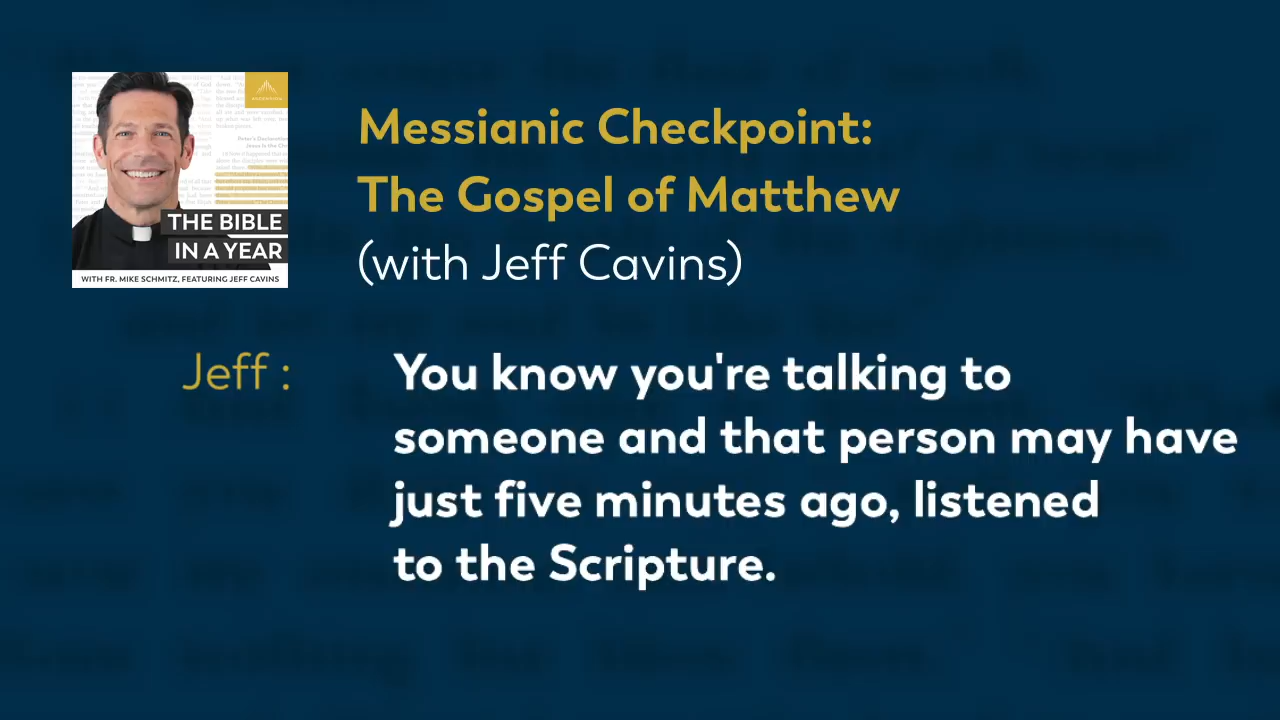 THE BIBLE
IN A YEAR
WITH FR. MIKE SCHMITZ, FEATURING JEFF CAVINS
Messianic Checkpoint:
The Gospel of Matthew
(with Jeff Cavins)
Jeff :
You know you're talking to
someone and that person may have
just five minutes ago, listened
to the Scripture.